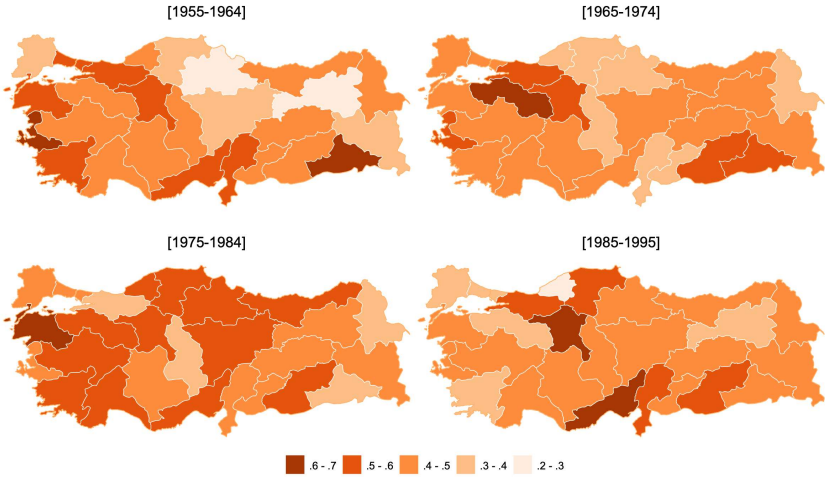 [1955-1964]
[1965-1974]
[1975-1984]
[1985-1995]
.6 - .7 .5 - .6 .4 - .5 .3 - .4 .2 - .3